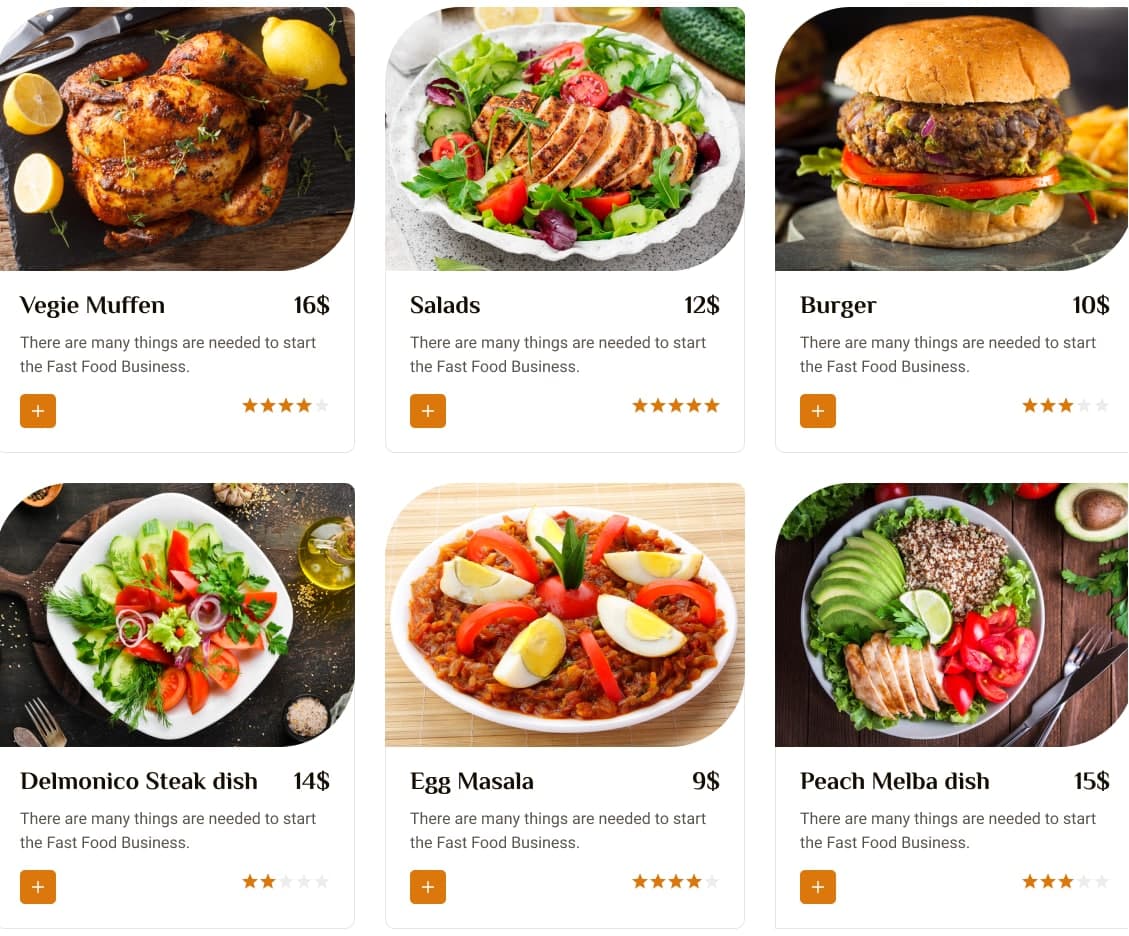 Vegie Muffen 16$
There are many things are needed to start
the Fast Food Business.
+
Salads 12$
There are many things are needed to start
the Fast Food Business.
+
Burger 10$
There are many things are needed to start
the Fast Food Business.
+
Delmonico Steak dish 14$
There are many things are needed to start
the Fast Food Business.
+
Egg Masala 9$
There are many things are needed to start
the Fast Food Business.
+
Peach Melba dish 15$
There are many things are needed to start
the Fast Food Business.
+